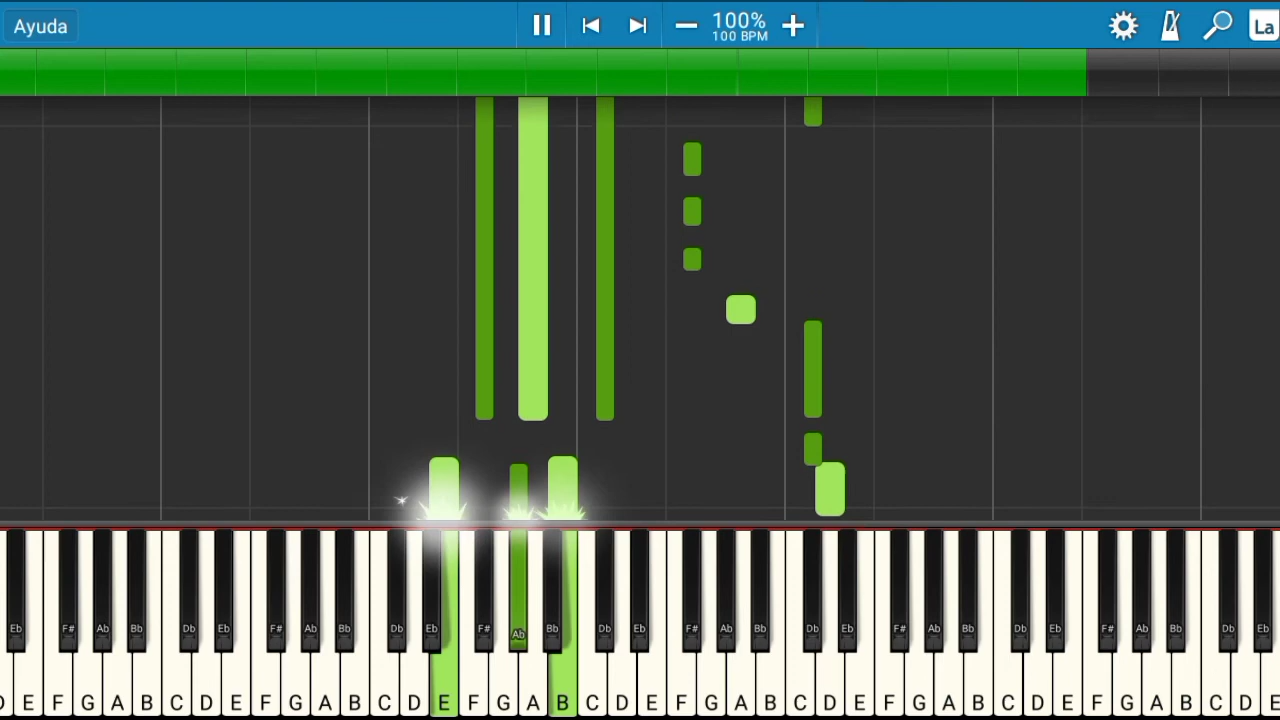 Ayuda
100%
100 BPM
La
Eb F# Ab Bb Db Eb F# Ab Bb Db Eb F# Ab Bb Db Eb F# Ab Bb Db Eb F# Ab Bb Db Eb F# Ab Bb Db Eb
D E F G A B C D E F G A B C D E F G A B C D E F G A B C D E F G A B C D E F G A B C D E